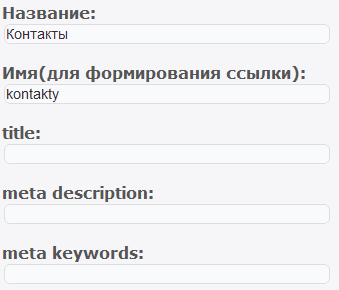 Название:
Контакты
Имя(для формирования ссылки):
kontakty
title:
meta description:
meta keywords: